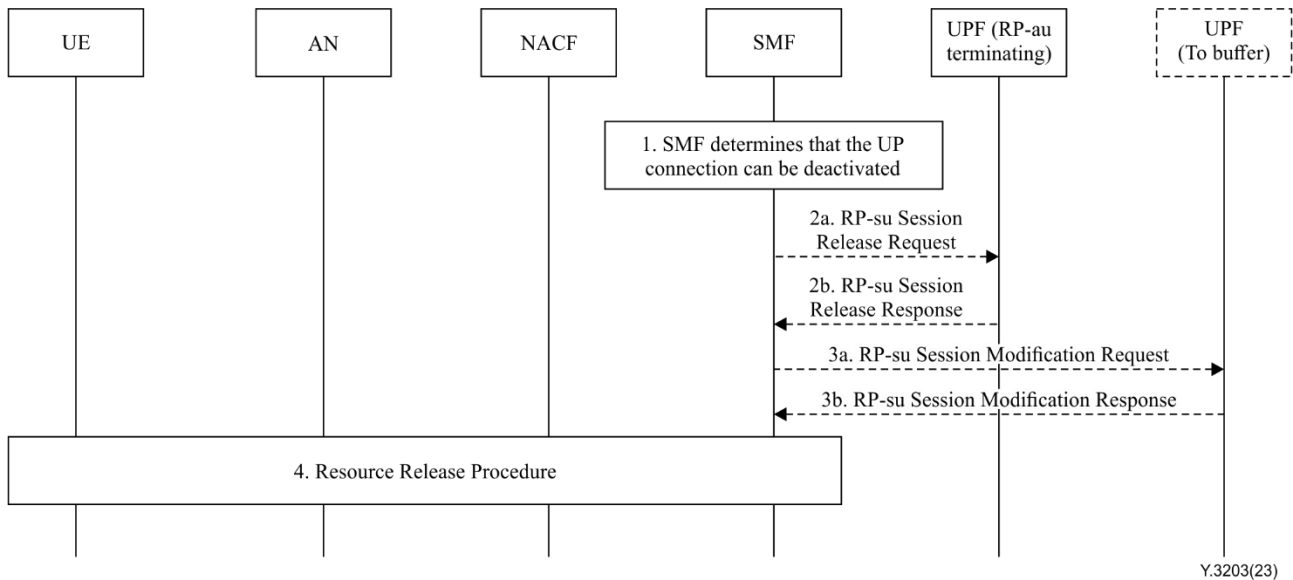 UE
AN
NACF
SMF
UPF (RP-au
terminating)
UPF
(To buffer)
1. SMF determines that the UP
connection can be deactivated
2a. RP-su Session
Release Request
2b. RP-su Session
Release Response
3a. RP-su Session Modification Request
3b. RP-su Session Modification Response
4. Resource Release Procedure
Y.3203(23)